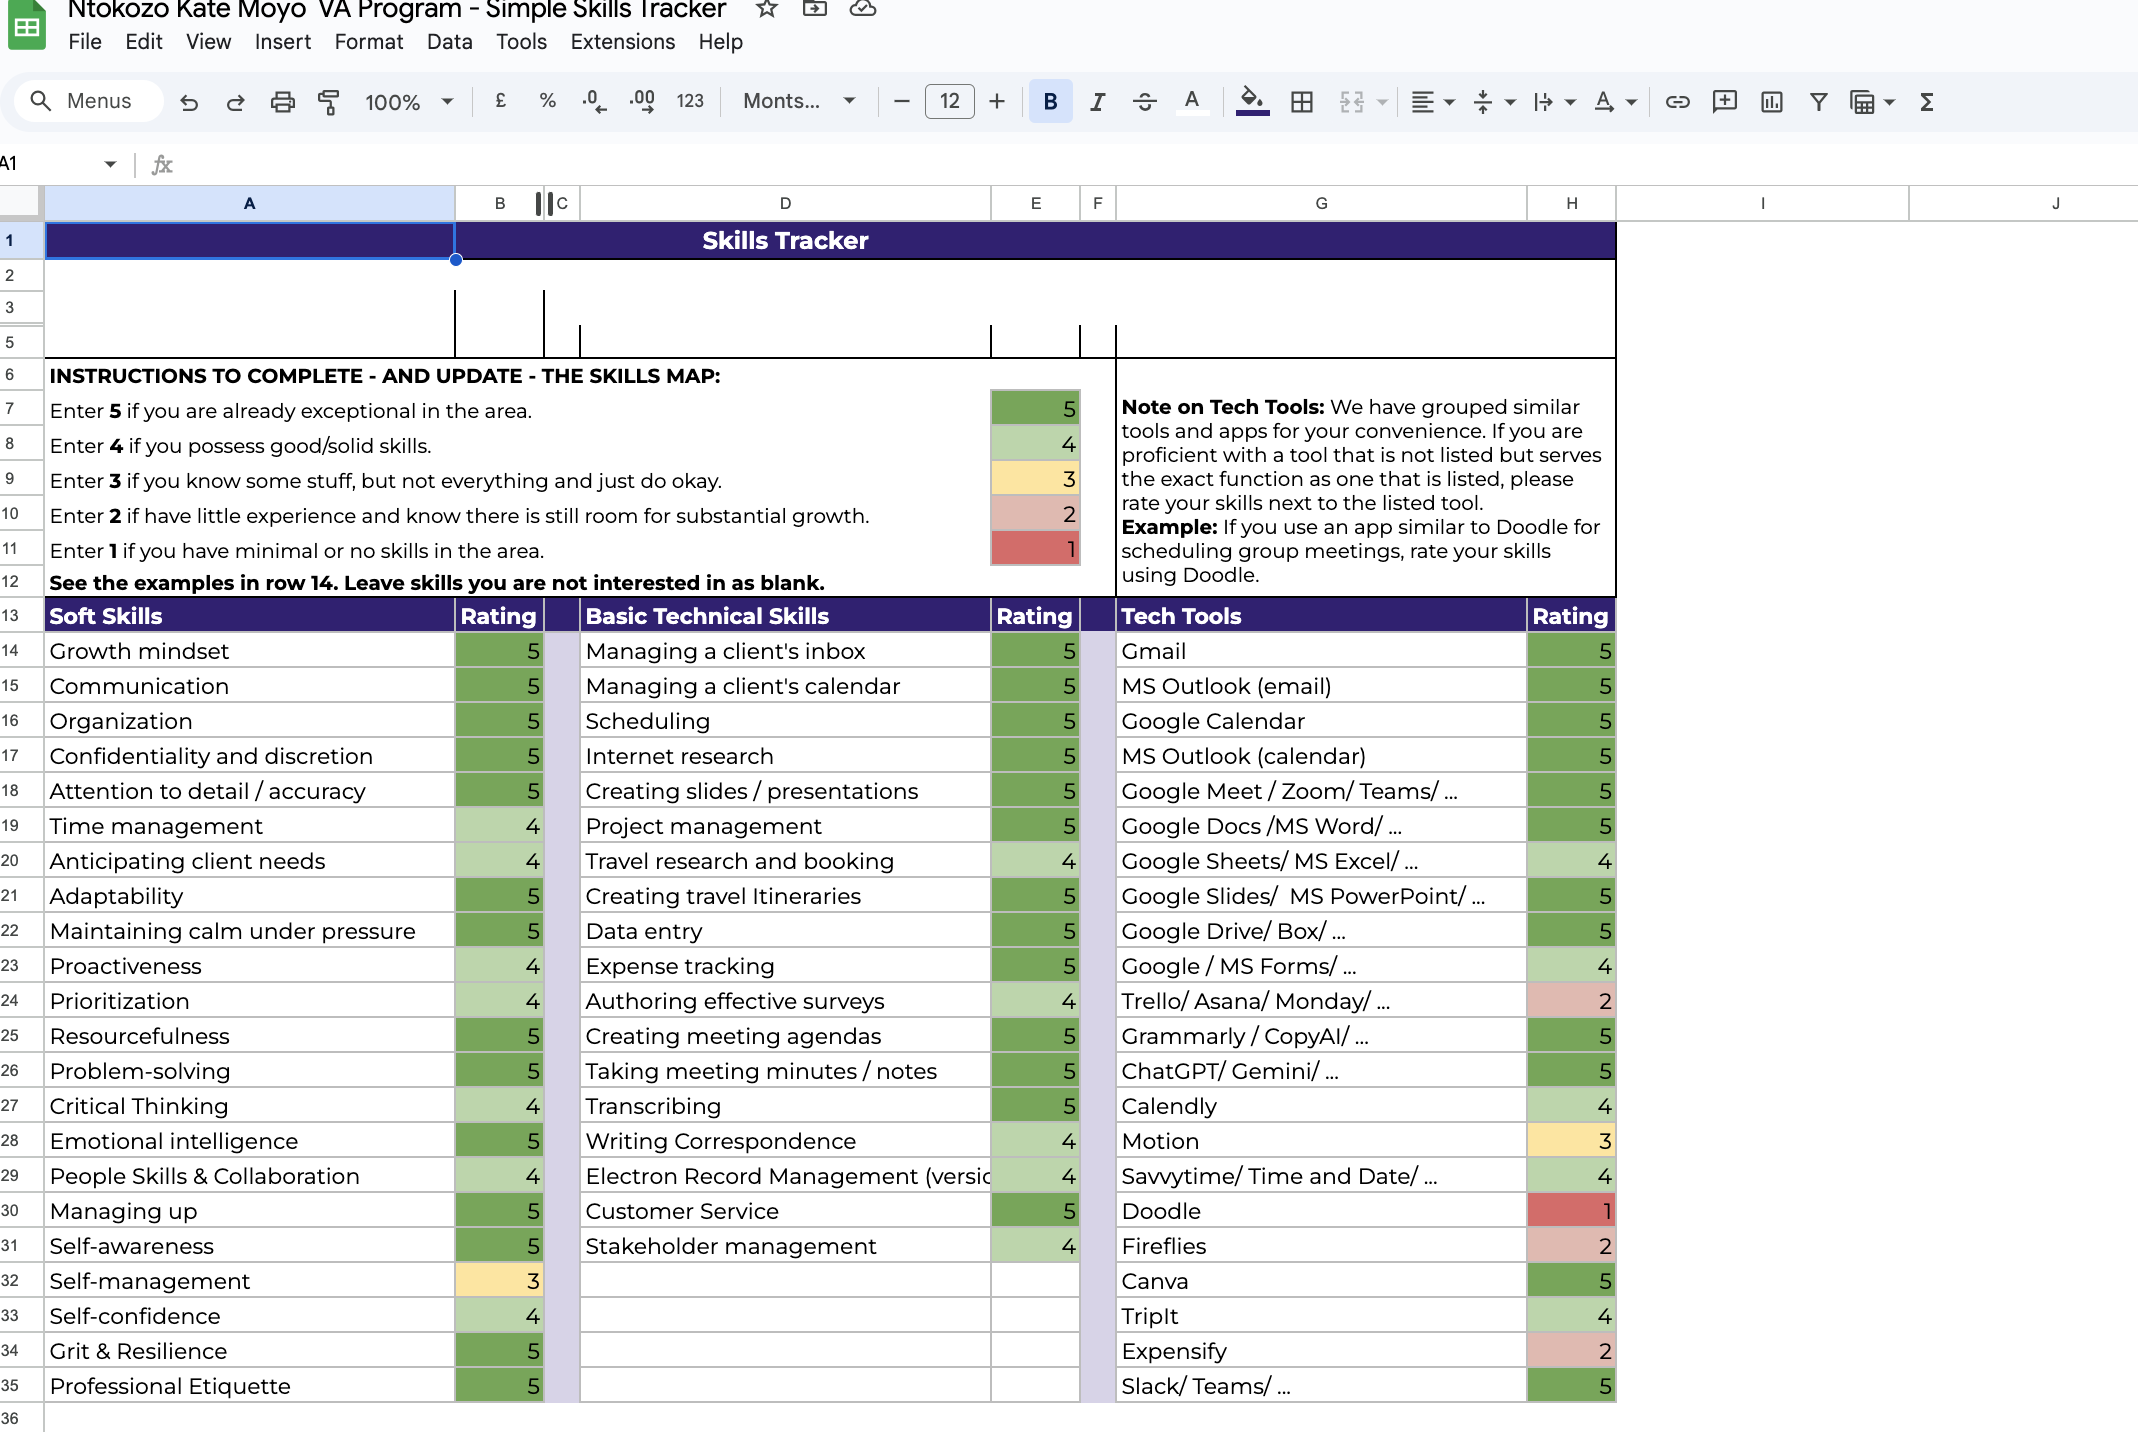 Ntokozo Kate Moyo  VA Program - Simple Skills Tracker
File Edit View Insert Format Data Tools Extensions Help
Menus 100% £ % .0 .00 123 Monts... − 12 + B I A A Σ
A1 fx
A B C D E F G H I J
1 Skills Tracker
2
3
5
6 INSTRUCTIONS TO COMPLETE - AND UPDATE - THE SKILLS MAP:
7 Enter 5 if you are already exceptional in the area. 5
8 Enter 4 if you possess good/solid skills. 4
9 Enter 3 if you know some stuff, but not everything and just do okay. 3
10 Enter 2 if have little experience and know there is still room for substantial growth. 2
11 Enter 1 if you have minimal or no skills in the area. 1
12 See the examples in row 14. Leave skills you are not interested in as blank.
Note on Tech Tools: We have grouped similar
tools and apps for your convenience. If you are
proficient with a tool that is not listed but serves
the exact function as one that is listed, please
rate your skills next to the listed tool.
Example: If you use an app similar to Doodle for
scheduling group meetings, rate your skills
using Doodle.
13 Soft Skills Rating Basic Technical Skills Rating Tech Tools Rating
14 Growth mindset 5 Managing a client's inbox 5 Gmail 5
15 Communication 5 Managing a client's calendar 5 MS Outlook (email) 5
16 Organization 5 Scheduling 5 Google Calendar 5
17 Confidentiality and discretion 5 Internet research 5 MS Outlook (calendar) 5
18 Attention to detail / accuracy 5 Creating slides / presentations 5 Google Meet / Zoom/ Teams/ ... 5
19 Time management 4 Project management 5 Google Docs /MS Word/ ... 5
20 Anticipating client needs 4 Travel research and booking 4 Google Sheets/ MS Excel/ ... 4
21 Adaptability 5 Creating travel Itineraries 5 Google Slides/  MS PowerPoint/ ... 5
22 Maintaining calm under pressure 5 Data entry 5 Google Drive/ Box/ ... 5
23 Proactiveness 4 Expense tracking 5 Google / MS Forms/ ... 4
24 Prioritization 4 Authoring effective surveys 4 Trello/ Asana/ Monday/ ... 2
25 Resourcefulness 5 Creating meeting agendas 5 Grammarly / CopyAI/ ... 5
26 Problem-solving 5 Taking meeting minutes / notes 5 ChatGPT/ Gemini/ ... 5
27 Critical Thinking 4 Transcribing 5 Calendly 4
28 Emotional intelligence 5 Writing Correspondence 4 Motion 3
29 People Skills & Collaboration 4 Electron Record Management (versic 4 Savvytime/ Time and Date/ ... 4
30 Managing up 5 Customer Service 5 Doodle 1
31 Self-awareness 5 Stakeholder management 4 Fireflies 2
32 Self-management 3 Canva 5
33 Self-confidence 4 TripIt 4
34 Grit & Resilience 5 Expensify 2
35 Professional Etiquette 5 Slack/ Teams/ ... 5
36